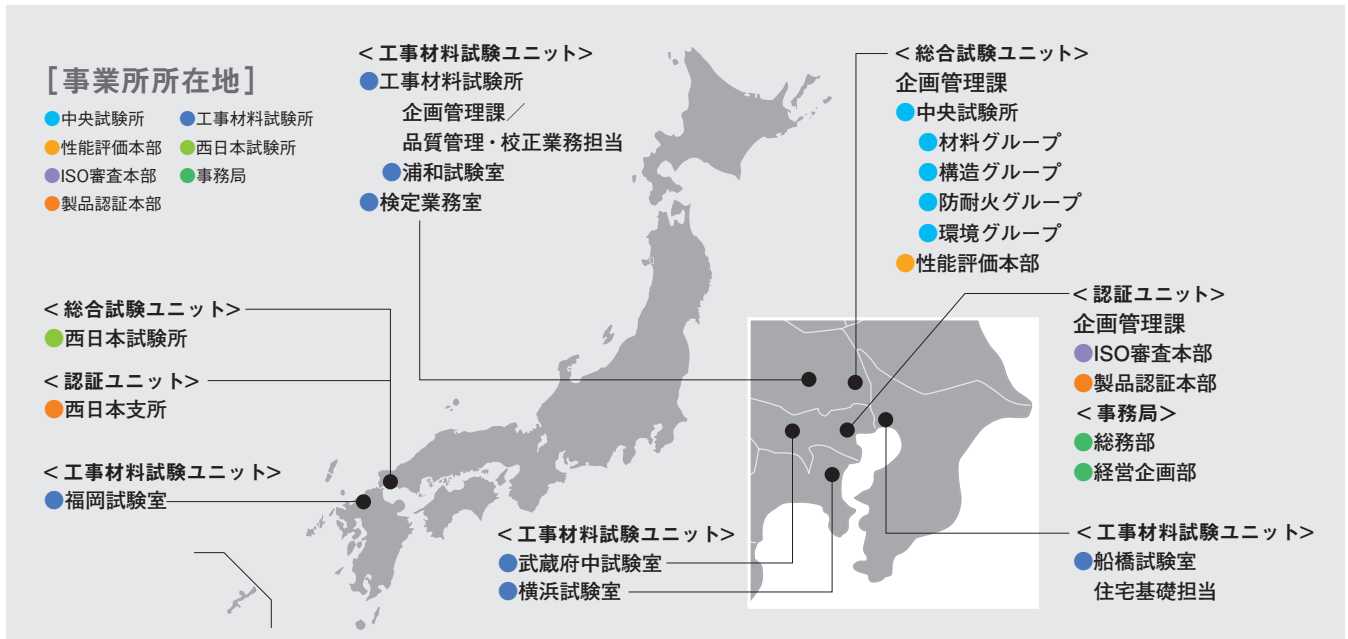 [事業所所在地]
●中央試験所 ●工事材料試験所
●性能評価本部 ●西日本試験所
●ISO審査本部 ●事務局
●製品認証本部
<工事材料試験ユニット>
●工事材料試験所
企画管理課／
品質管理・校正業務担当
●浦和試験室
●検定業務室
<総合試験ユニット>
企画管理課
●中央試験所
●材料グループ
●構造グループ
●防耐火グループ
●環境グループ
●性能評価本部
<総合試験ユニット>
●西日本試験所
<認証ユニット>
●西日本支所
<工事材料試験ユニット>
●福岡試験室
<認証ユニット>
企画管理課
●ISO審査本部
●製品認証本部
<事務局>
●総務部
●経営企画部
<工事材料試験ユニット>
●武蔵府中試験室
●横浜試験室
<工事材料試験ユニット>
●船橋試験室
住宅基礎担当